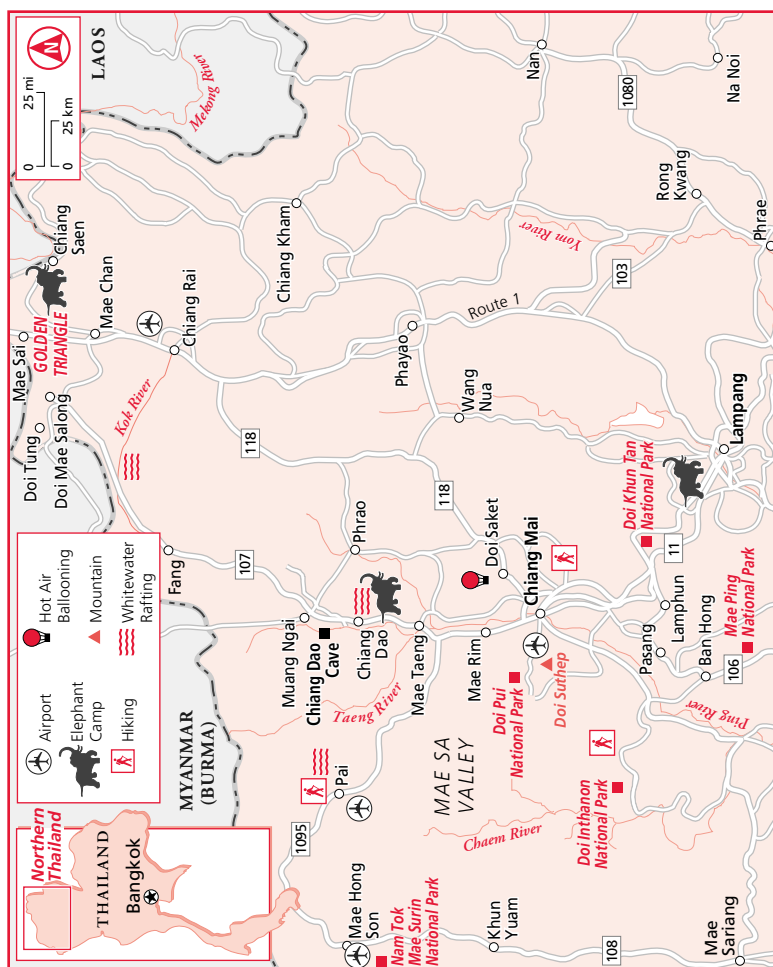 Northern
Thailand
THAILAND
Bangkok
Airport
Elephant
Camp
Hiking
Hot Air
Ballooning
Mountain
Whitewater
Rafting
0
25 mi
0
25 km
N
LAOS
Mekong River
MYANMAR
(BURMA)
Mae Sai
GOLDEN
TRIANGLE
Chiang
Saen
Mae Chan
Doi Tung
Doi Mae Salong
Chiang Rai
Kok River
Chiang Kham
Nan
1080
Na Noi
Rong
Kwang
Phrae
Yom River
103
Route 1
Phayao
Wang
Nua
118
118
Fang
107
Phrao
Muang Ngai
Chiang Dao
Cave
Chiang
Dao
Taeng River
Mae Taeng
Pai
1095
Mae Hong
Son
Nam Tok
Mae Surin
National Park
Khun
Yuam
108
Mae
Sariang
MAE SA
VALLEY
Chaem River
Mae Rim
Doi Saket
Chiang Mai
Doi Pui
National Park
Doi Suthep
Doi Inthanon
National Park
Ping River
Pasang
Lamphun
Ban Hong
106
Mae Ping
National Park
11
Doi Khun Tan
National Park
Lampang